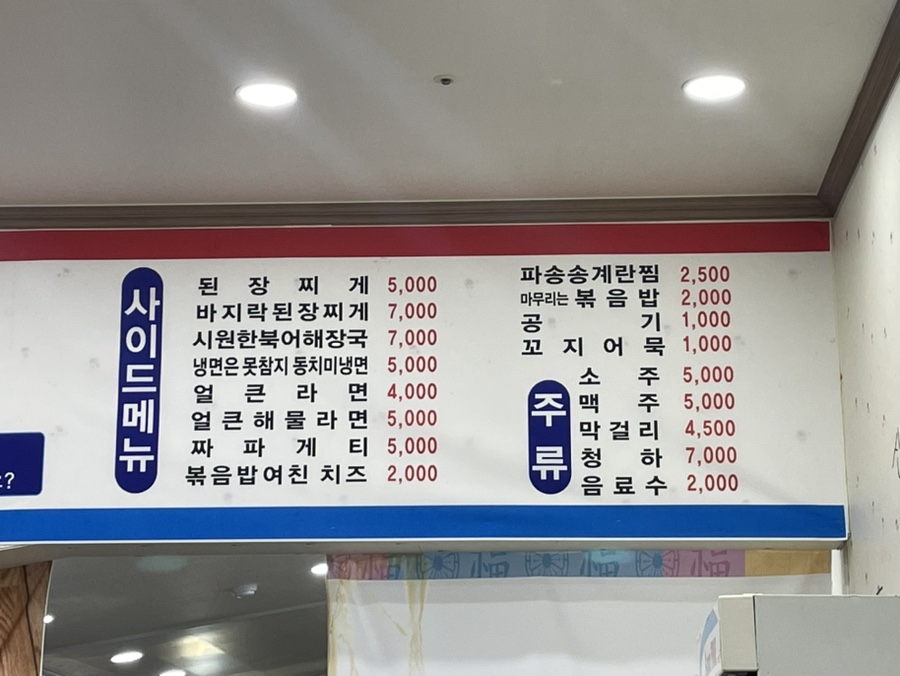 사이드메뉴
된장찌게 5,000
바지락된장찌게 7,000
시원한북어해장국 7,000
냉면은 못참지 동치미냉면 5,000
얼큰라면 4,000
얼큰해물라면 5,000
짜파게티 5,000
볶음밥여친 치즈 2,000
파송송계란찜 2,500
마무리는 볶음밥 2,000
공기 1,000
꼬지어묵 1,000
주류
소주 5,000
맥주 5,000
막걸리 4,500
청하 7,000
음료수 2,000
?
福 福 福 福